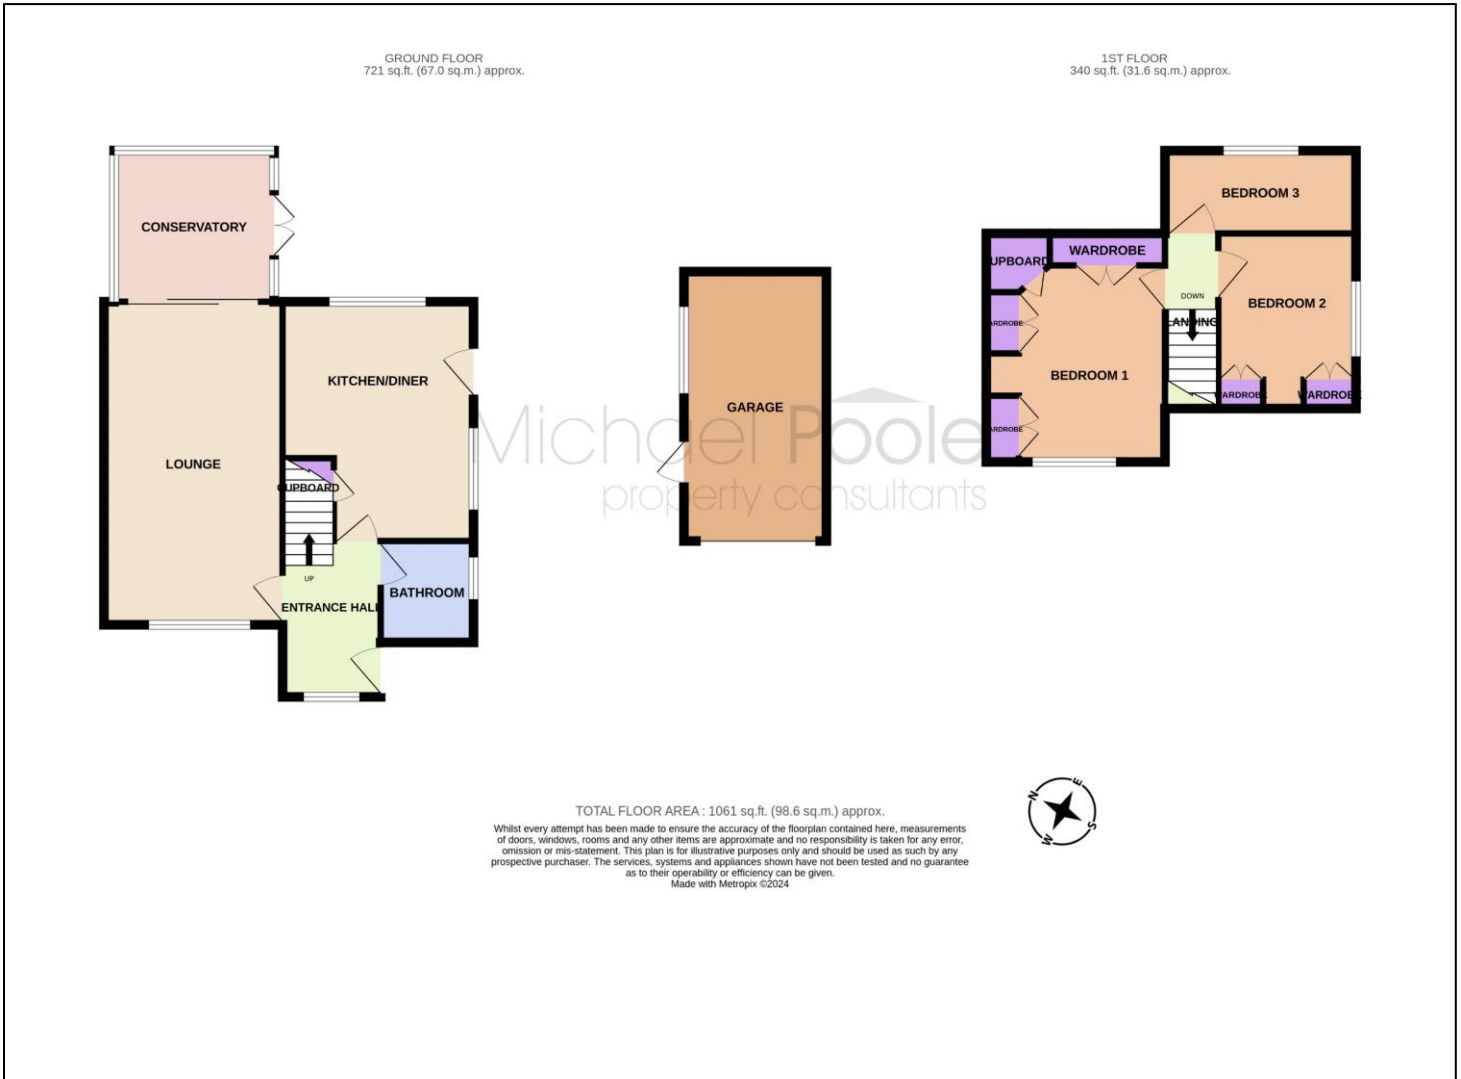 GROUND FLOOR
721 sq.ft. (67.0 sq.m.) approx.
1ST FLOOR
340 sq.ft. (31.6 sq.m.) approx.
CONSERVATORY
KITCHEN/DINER
LOUNGE
CUPBOARD
UP
ENTRANCE HALL
BATHROOM
GARAGE
BEDROOM 3
WARDROBE
UPBOARD
DOWN
LANDING
BEDROOM 2
ARDROBE
BEDROOM 1
WARDROBE
WARDROBE
ARDROBE
Michael Poole
property consultants
N
E
S
W
TOTAL FLOOR AREA : 1061 sq.ft. (98.6 sq.m.) approx.
Whilst every attempt has been made to ensure the accuracy of the floorplan contained here, measurements
of doors, windows, rooms and any other items are approximate and no responsibility is taken for any error,
omission or mis-statement. This plan is for illustrative purposes only and should be used as such by any
prospective purchaser. The services, systems and appliances shown have not been tested and no guarantee
as to their operability or efficiency can be given.
Made with Metropix ©2024